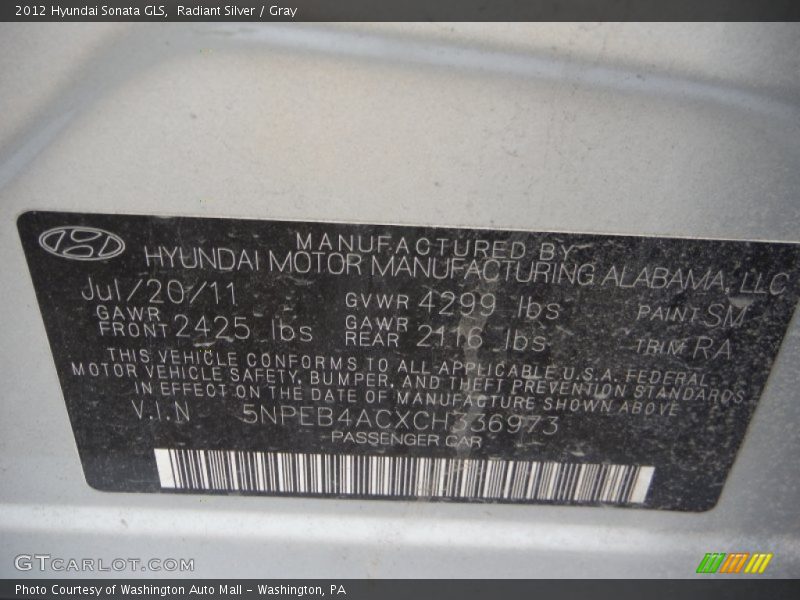 2012 Hyundai Sonata GLS,  Radiant Silver / Gray
MANUFACTURED BY
HYUNDAI MOTOR MANUFACTURING ALABAMA, LLC
Jul/20/11 GVWR 4299 lbs PAINT SM
GAWR FRONT 2425 lbs GAWR REAR 2116 lbs TRIM RA
THIS VEHICLE CONFORMS TO ALL APPLICABLE U.S.A. FEDERAL
MOTOR VEHICLE SAFETY, BUMPER, AND THEFT PREVENTION STANDARDS
IN EFFECT ON THE DATE OF MANUFACTURE SHOWN ABOVE
V.I.N 5NPEB4ACXCH336973
PASSENGER CAR
GTCARLOT.COM
Photo Courtesy of Washington Auto Mall - Washington, PA